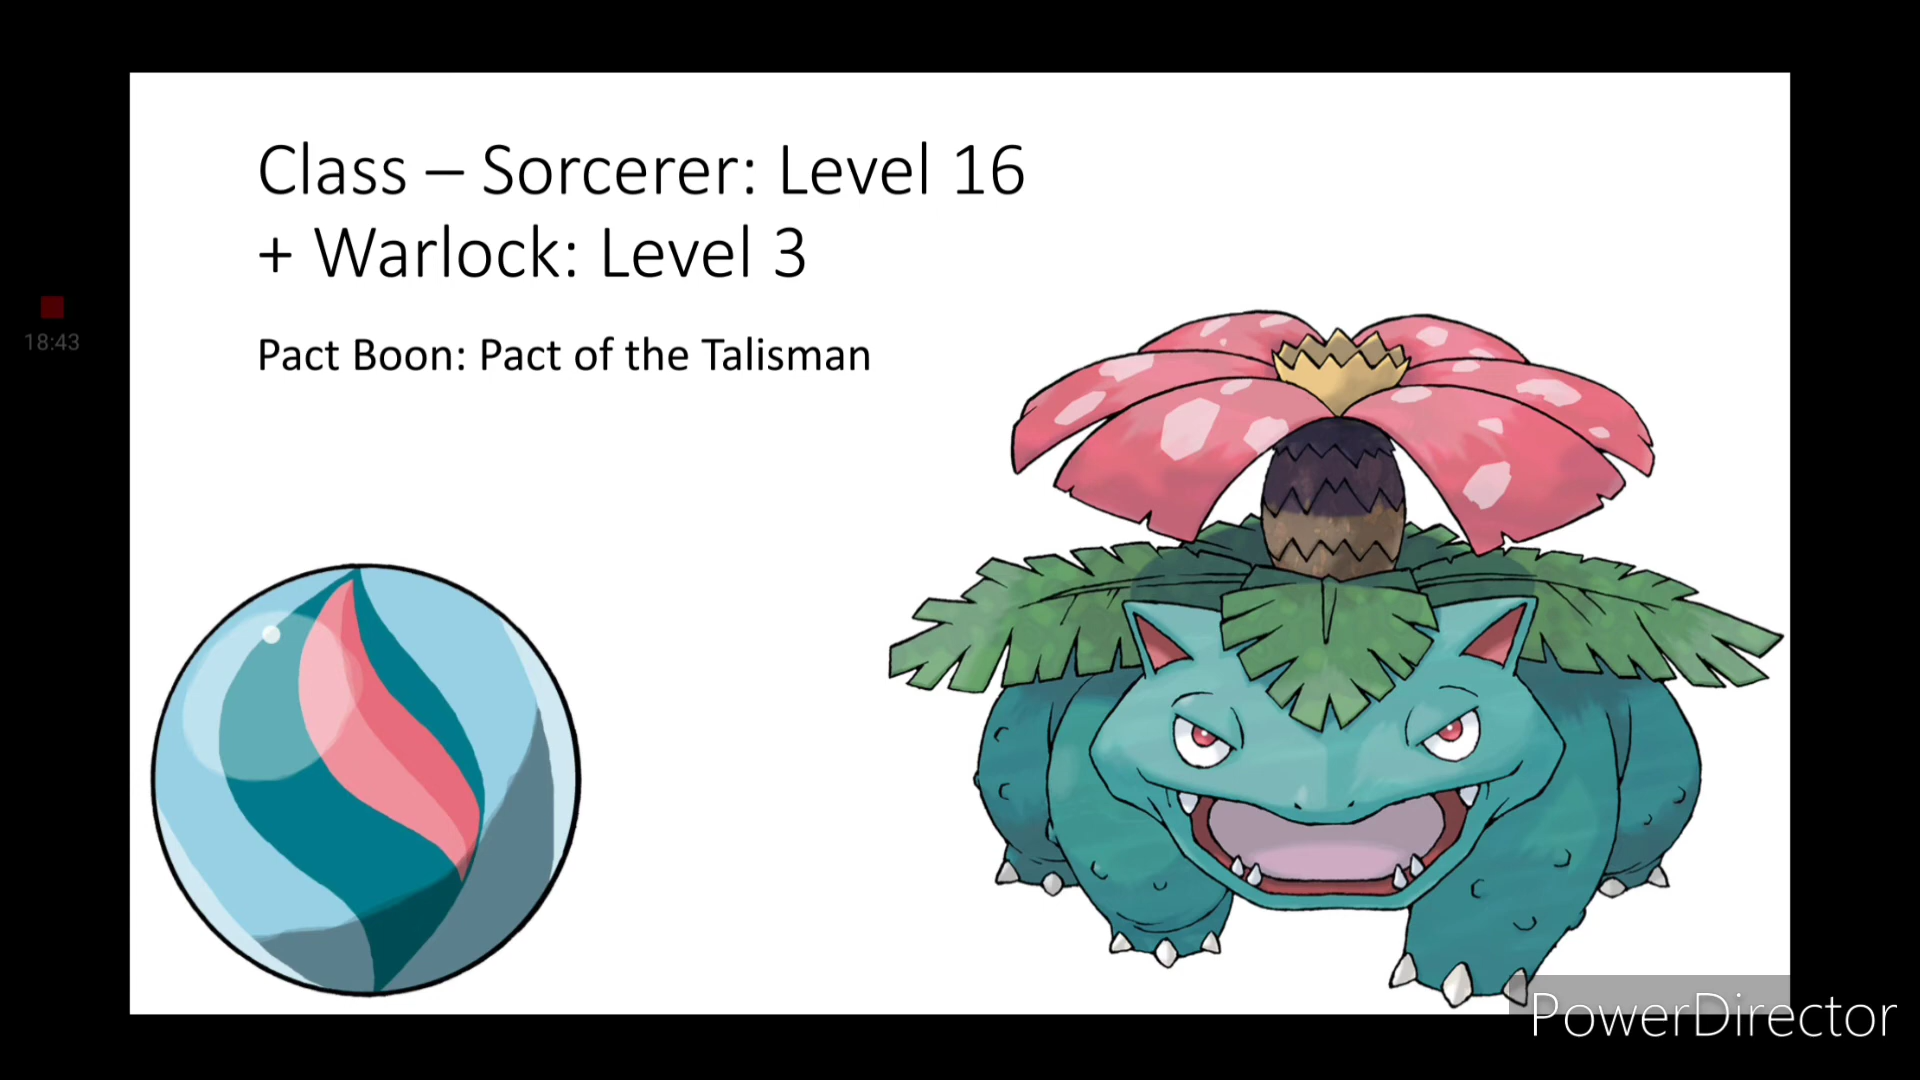 Class – Sorcerer: Level 16
+ Warlock: Level 3
Pact Boon: Pact of the Talisman
18:43
PowerDirector